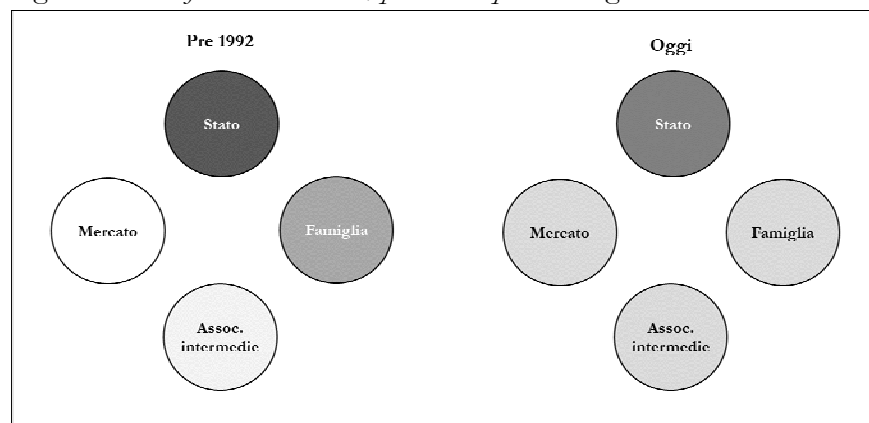 Pre 1992
Oggi
Stato
Stato
Mercato
Famiglia
Mercato
Famiglia
Assoc.
intermedie
Assoc.
intermedie